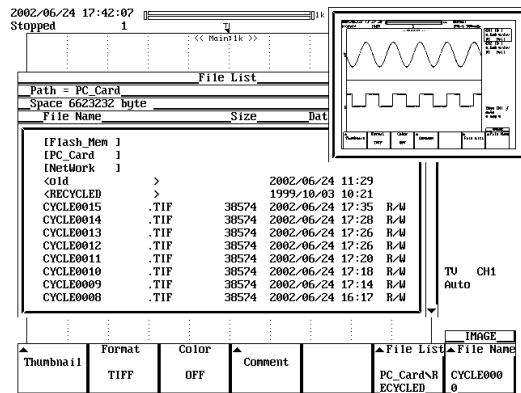 2002/06/24 17:42:07
Stopped 1
1k
<< Main:1k >>
File List
Path = PC_Card
Space 6623232 byte
File Name Size Dat
[Flash_Mem ]
[PC_Card ]
[NetWork ]
<old > 2002/06/24 11:29
<RECYCLED > 1999/10/03 10:21
CYCLE0015 .TIF 38574 2002/06/24 17:35 R/W
CYCLE0014 .TIF 38574 2002/06/24 17:28 R/W
CYCLE0013 .TIF 38574 2002/06/24 17:26 R/W
CYCLE0012 .TIF 38574 2002/06/24 17:26 R/W
CYCLE0011 .TIF 38574 2002/06/24 17:20 R/W
CYCLE0010 .TIF 38574 2002/06/24 17:18 R/W
CYCLE0009 .TIF 38574 2002/06/24 17:14 R/W
CYCLE0008 .TIF 38574 2002/06/24 16:17 R/W
TV CH1
Auto
IMAGE
Thumbnail
Format
TIFF
Color
OFF
Comment
File List
PC_Card\R
ECYCLED
File Name
CYCLE000
0